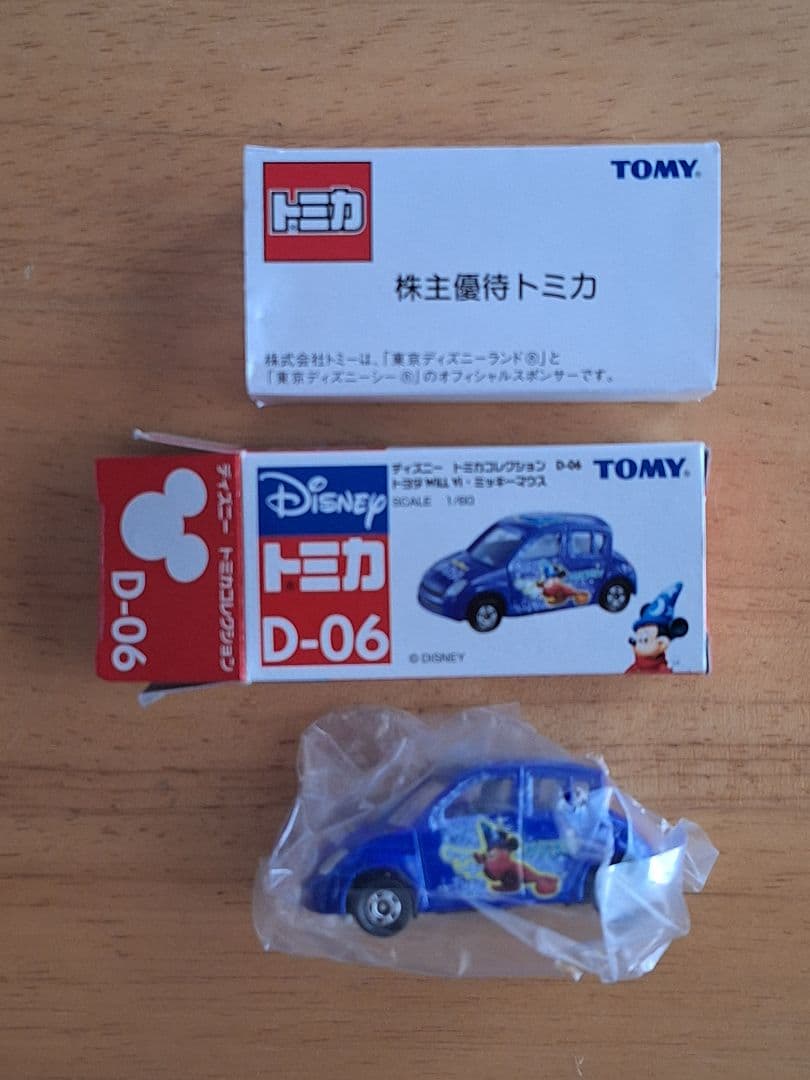 トミカ
TOMY
株主優待トミカ
株式会社トミーは、「東京ディズニーランド®」と
「東京ディズニーシー®」のオフィシャルスポンサーです。
ディズニー トミカコレクション
D-06
DISNEY
トミカ
D-06
ディズニー トミカコレクション D-06
トヨタ WiLL Vi・ミッキーマウス
SCALE 1/60
TOMY
© DISNEY